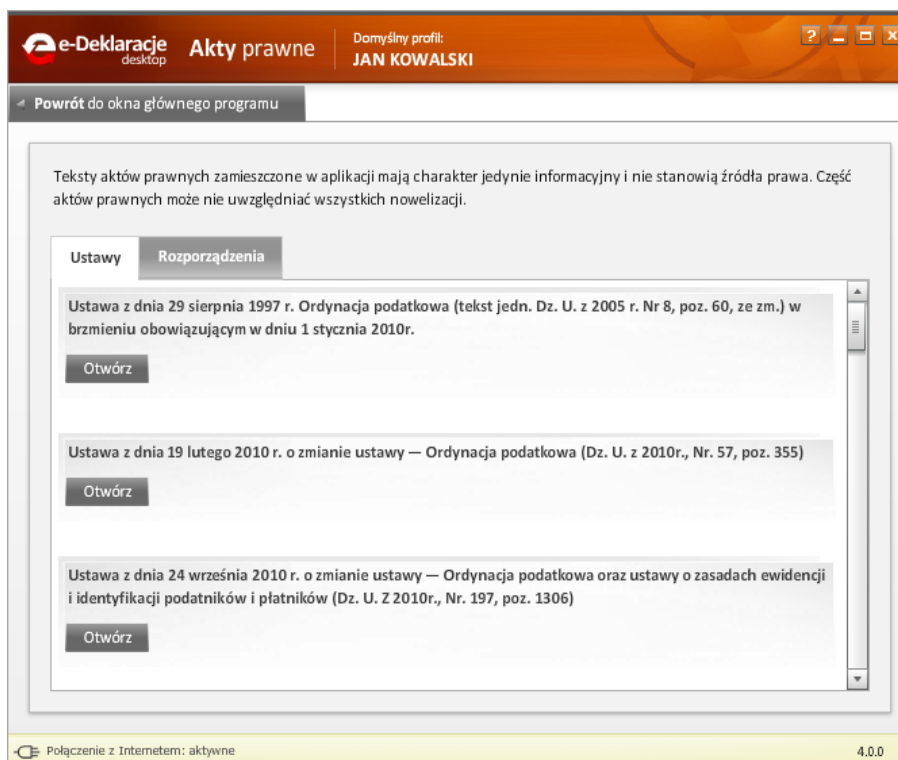 e-Deklaracje
desktop
Akty prawne
Domyślny profil:
JAN KOWALSKI
?
Powrót do okna głównego programu
Teksty aktów prawnych zamieszczone w aplikacji mają charakter jedynie informacyjny i nie stanowią źródła prawa. Część
aktów prawnych może nie uwzględniać wszystkich nowelizacji.
Ustawy
Rozporządzenia
Ustawa z dnia 29 sierpnia 1997 r. Ordynacja podatkowa (tekst jedn. Dz. U. z 2005 r. Nr 8, poz. 60, ze zm.) w
brzmieniu obowiązującym w dniu 1 stycznia 2010r.
Otwórz
Ustawa z dnia 19 lutego 2010 r. o zmianie ustawy — Ordynacja podatkowa (Dz. U. z 2010r., Nr. 57, poz. 355)
Otwórz
Ustawa z dnia 24 września 2010 r. o zmianie ustawy — Ordynacja podatkowa oraz ustawy o zasadach ewidencji
i identyfikacji podatników i płatników (Dz. U. Z 2010r., Nr. 197, poz. 1306)
Otwórz
Połączenie z Internetem: aktywne
4.0.0